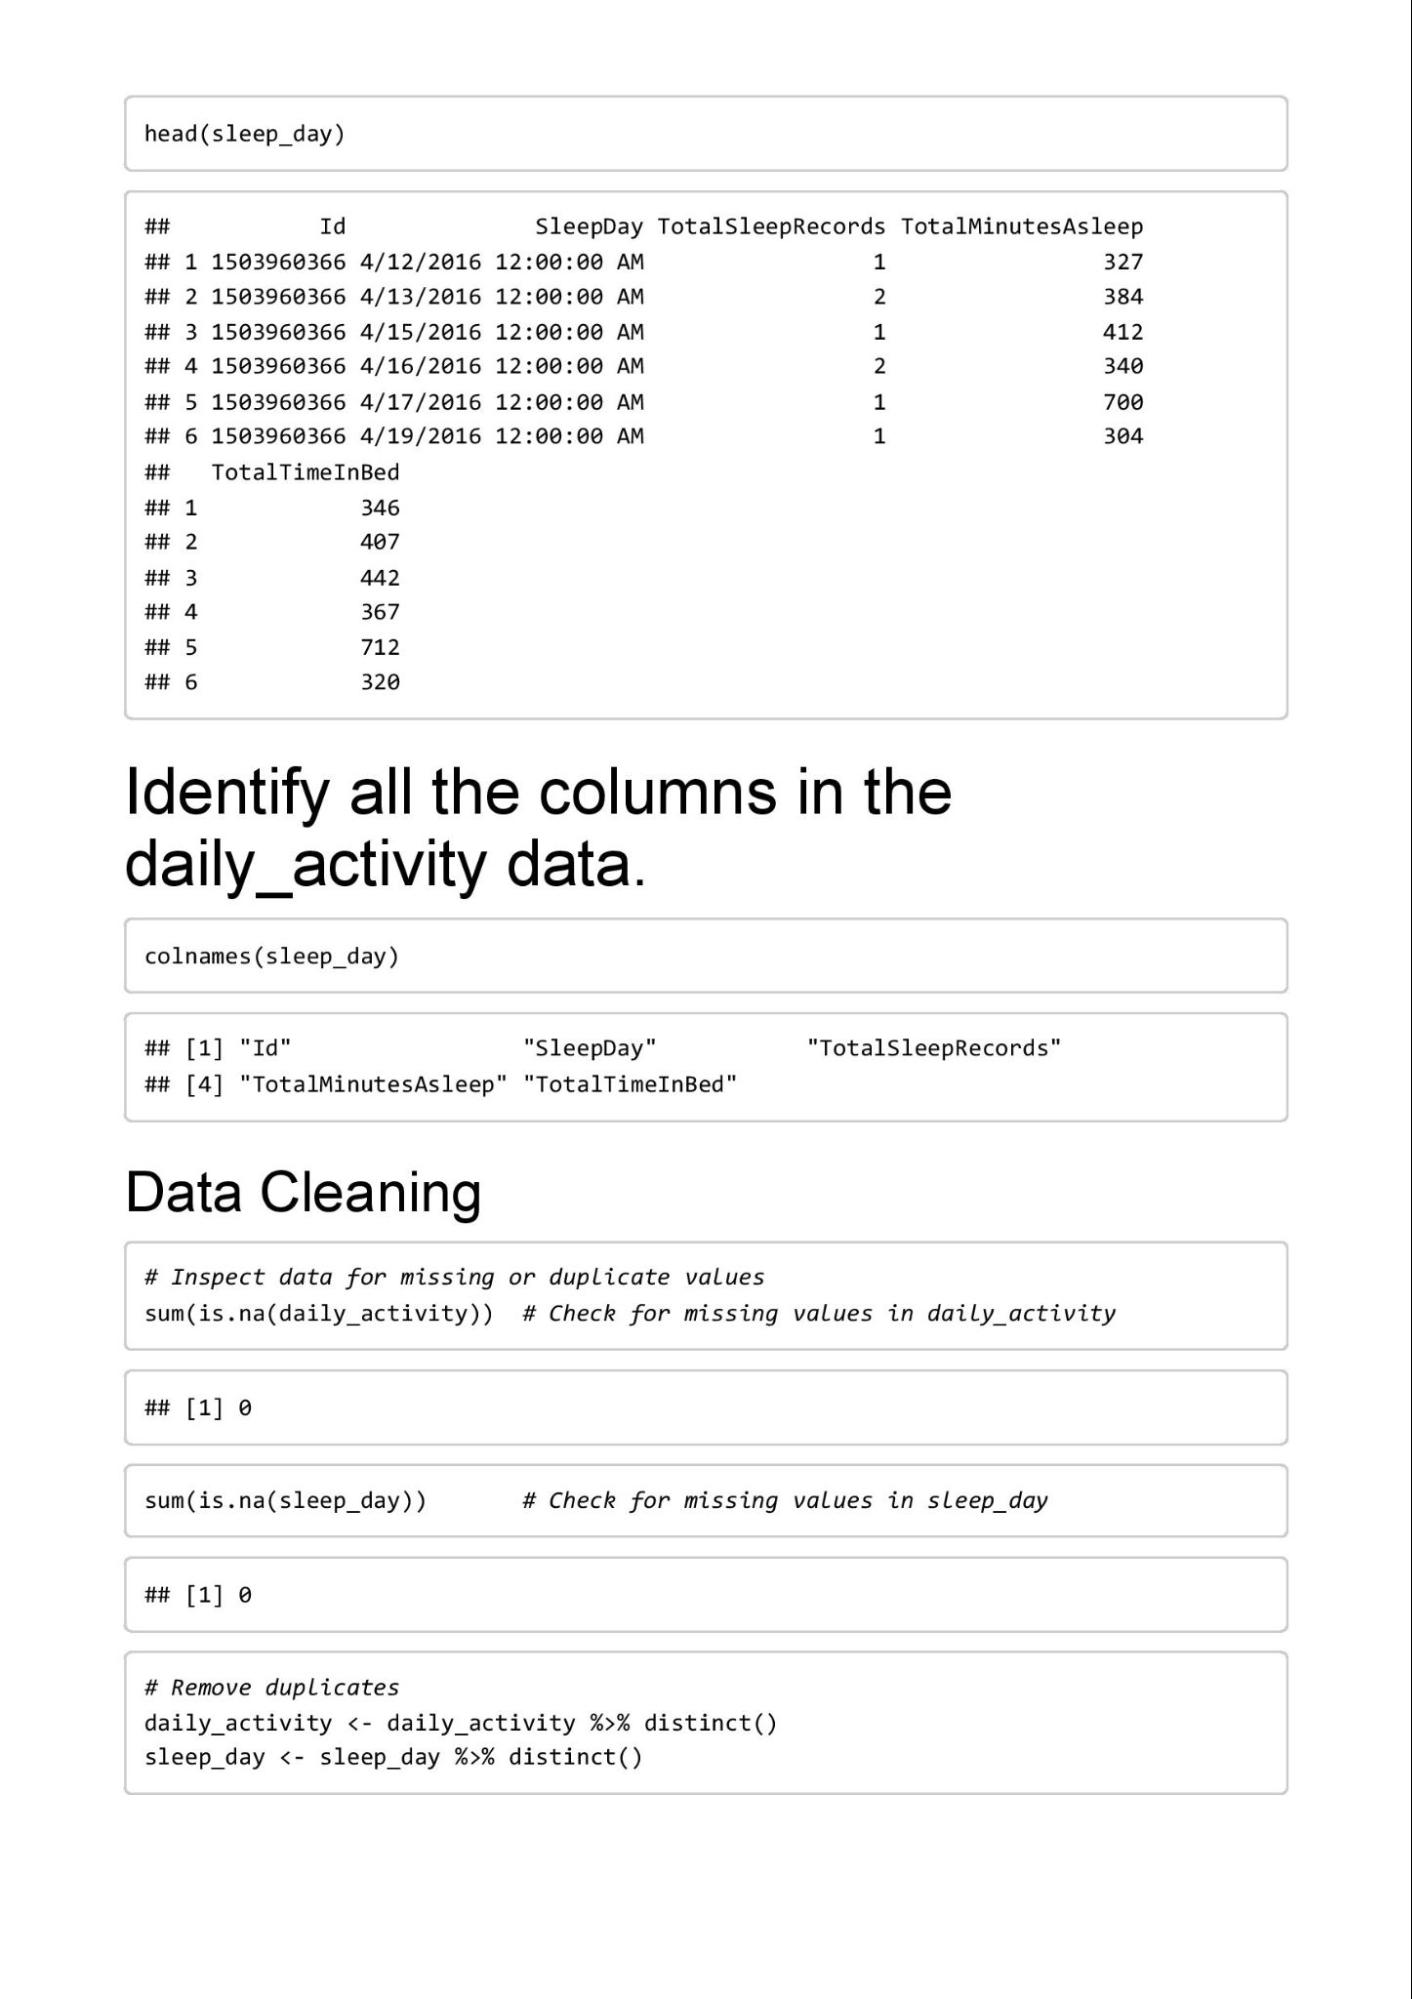 head(sleep_day)
##           Id              SleepDay TotalSleepRecords TotalMinutesAsleep
## 1 1503960366 4/12/2016 12:00:00 AM                 1                327
## 2 1503960366 4/13/2016 12:00:00 AM                 2                384
## 3 1503960366 4/15/2016 12:00:00 AM                 1                412
## 4 1503960366 4/16/2016 12:00:00 AM                 2                340
## 5 1503960366 4/17/2016 12:00:00 AM                 1                700
## 6 1503960366 4/19/2016 12:00:00 AM                 1                304
##   TotalTimeInBed
## 1            346
## 2            407
## 3            442
## 4            367
## 5            712
## 6            320
Identify all the columns in the
daily_activity data.
colnames(sleep_day)
## [1] "Id"                 "SleepDay"           "TotalSleepRecords"
## [4] "TotalMinutesAsleep" "TotalTimeInBed"
Data Cleaning
# Inspect data for missing or duplicate values
sum(is.na(daily_activity))  # Check for missing values in daily_activity
## [1] 0
sum(is.na(sleep_day))       # Check for missing values in sleep_day
## [1] 0
# Remove duplicates
daily_activity <- daily_activity %>% distinct()
sleep_day <- sleep_day %>% distinct()